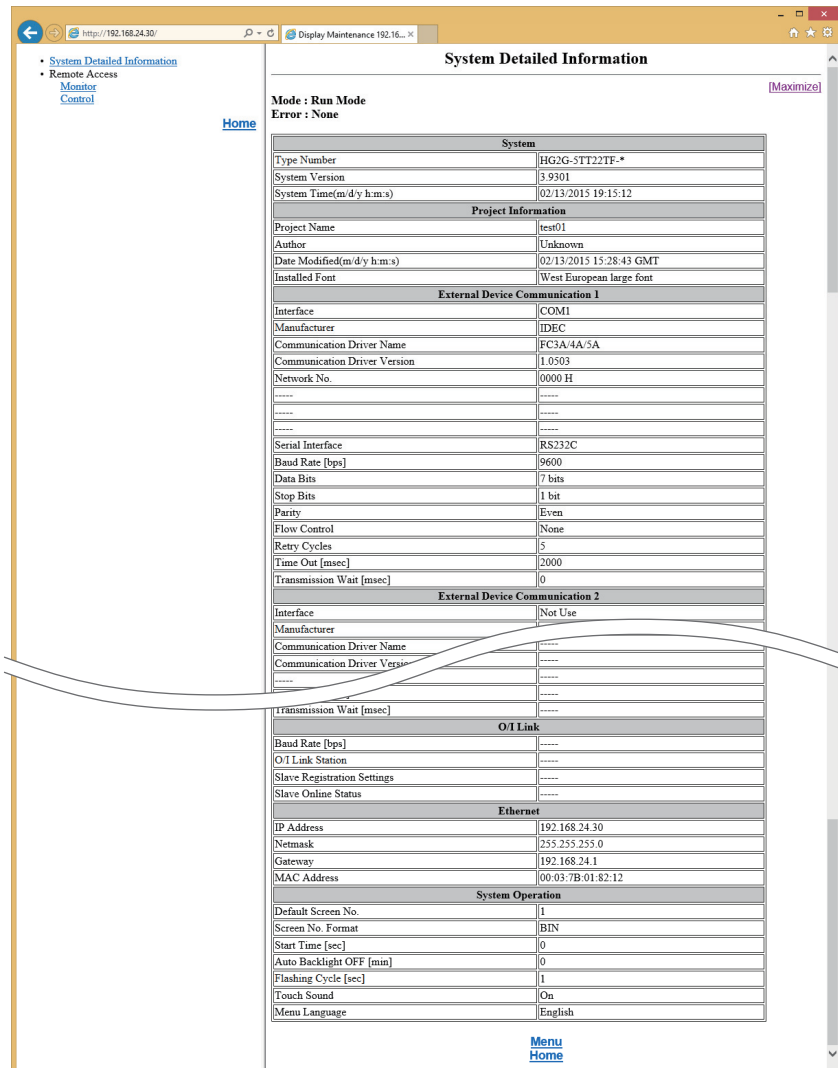 http://192.168.24.30/
Display Maintenance 192.16...
System Detailed Information
Remote Access
Monitor
Control
Home
System Detailed Information
[Maximize]
Mode : Run Mode
Error : None
System
Type Number HG2G-5TT22TF-*
System Version 3.9301
System Time(m/d/y h:m:s) 02/13/2015 19:15:12
Project Information
Project Name test01
Author Unknown
Date Modified(m/d/y h:m:s) 02/13/2015 15:28:43 GMT
Installed Font West European large font
External Device Communication 1
Interface COM1
Manufacturer IDEC
Communication Driver Name FC3A/4A/5A
Communication Driver Version 1.0503
Network No. 0000 H
----- -----
----- -----
----- -----
Serial Interface RS232C
Baud Rate [bps] 9600
Data Bits 7 bits
Stop Bits 1 bit
Parity Even
Flow Control None
Retry Cycles 5
Time Out [msec] 2000
Transmission Wait [msec] 0
External Device Communication 2
Interface Not Use
Manufacturer
Communication Driver Name -----
Communication Driver -----
----- -----
-----
Transmission Wait [msec] -----
O/I Link
Baud Rate [bps] -----
O/I Link Station -----
Slave Registration Settings -----
Slave Online Status -----
Ethernet
IP Address 192.168.24.30
Netmask 255.255.255.0
Gateway 192.168.24.1
MAC Address 00:03:7B:01:82:12
System Operation
Default Screen No. 1
Screen No. Format BIN
Start Time [sec] 0
Auto Backlight OFF [min] 0
Flashing Cycle [sec] 1
Touch Sound On
Menu Language English
Menu
Home